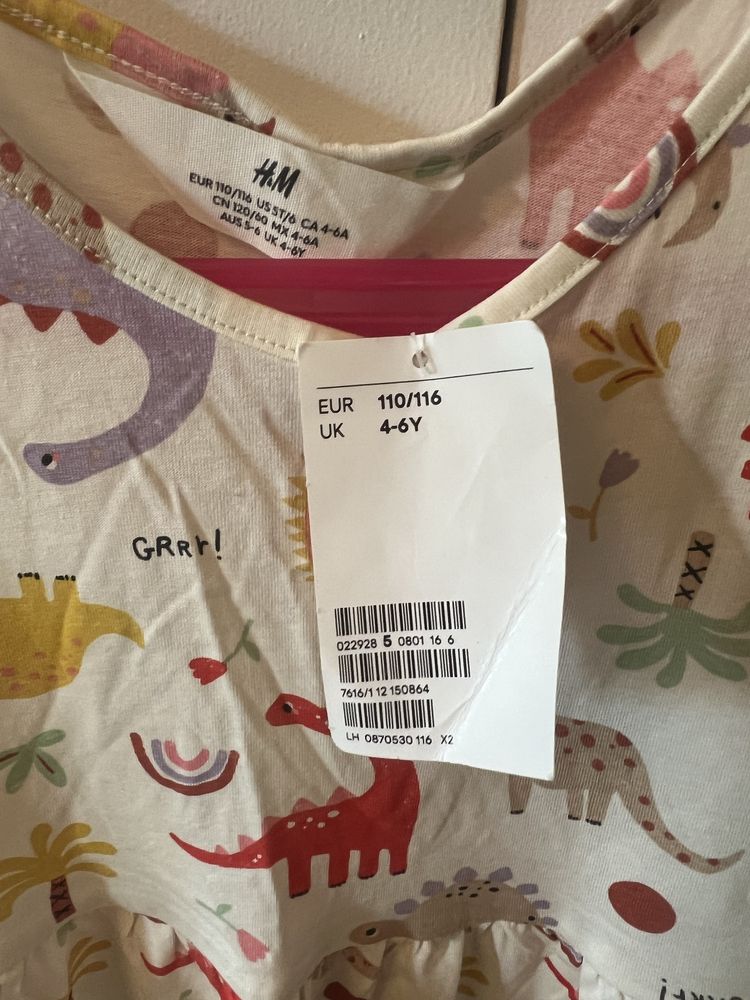 H&M
EUR 110/116 US 5T/6 CA 4-6A
CN 120/60 MX 4-6A
AUS 5-6 UK 4-6Y
EUR 110/116
UK 4-6Y
GRRr!
022928 5 0801 16 6
7616/1 12 150864
LH 0870530 116 X2